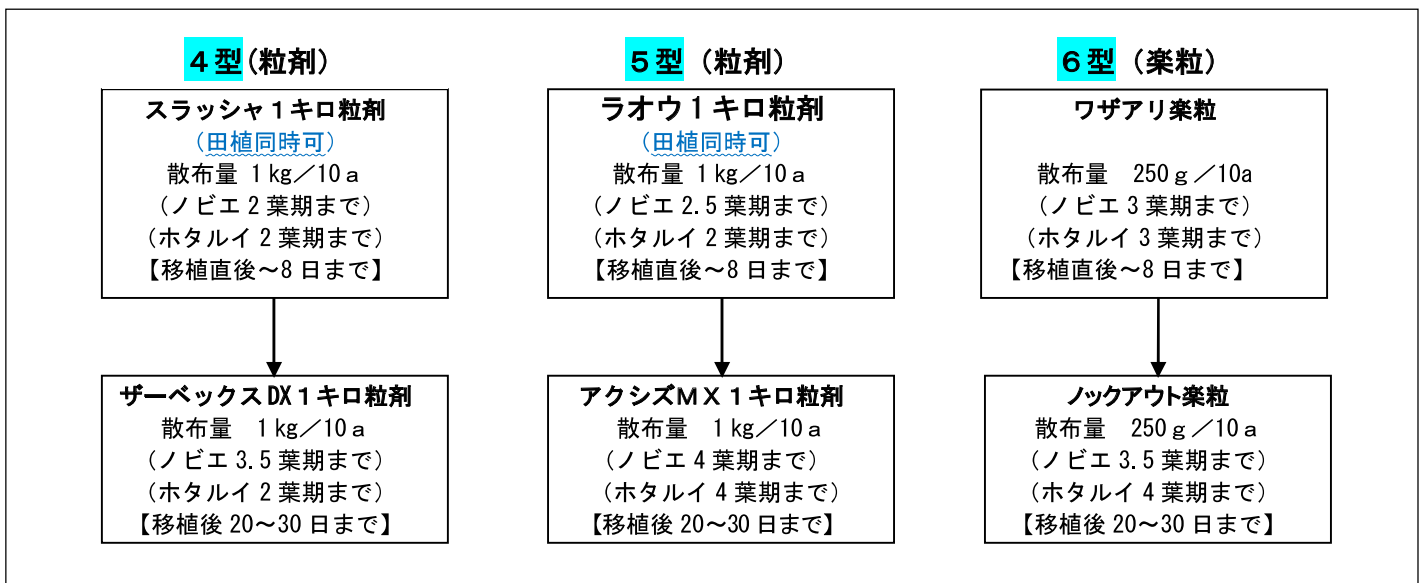 ４型(粒剤)
スラッシャ１キロ粒剤
（田植同時可）
散布量 1kg／10ａ
（ノビエ 2 葉期まで）
（ホタルイ 2 葉期まで）
【移植直後～8 日まで】
ザーベックス DX１キロ粒剤
散布量　1kg／10ａ
（ノビエ 3.5 葉期まで）
（ホタルイ 2 葉期まで）
【移植後 20～30 日まで】
５型（粒剤）
ラオウ１キロ粒剤
（田植同時可）
散布量 1kg／10ａ
（ノビエ 2.5 葉期まで）
（ホタルイ 2 葉期まで）
【移植直後～8 日まで】
アクシズＭＸ１キロ粒剤
散布量　1kg／10ａ
（ノビエ 4 葉期まで）
（ホタルイ 4 葉期まで）
【移植後 20～30 日まで】
６型（楽粒）
ワザアリ楽粒
散布量　250ｇ／10a
（ノビエ 3 葉期まで）
（ホタルイ 3 葉期まで）
【移植直後～8 日まで】
ノックアウト楽粒
散布量　250ｇ／10ａ
（ノビエ 3.5 葉期まで）
（ホタルイ 4 葉期まで）
【移植後 20～30 日まで】